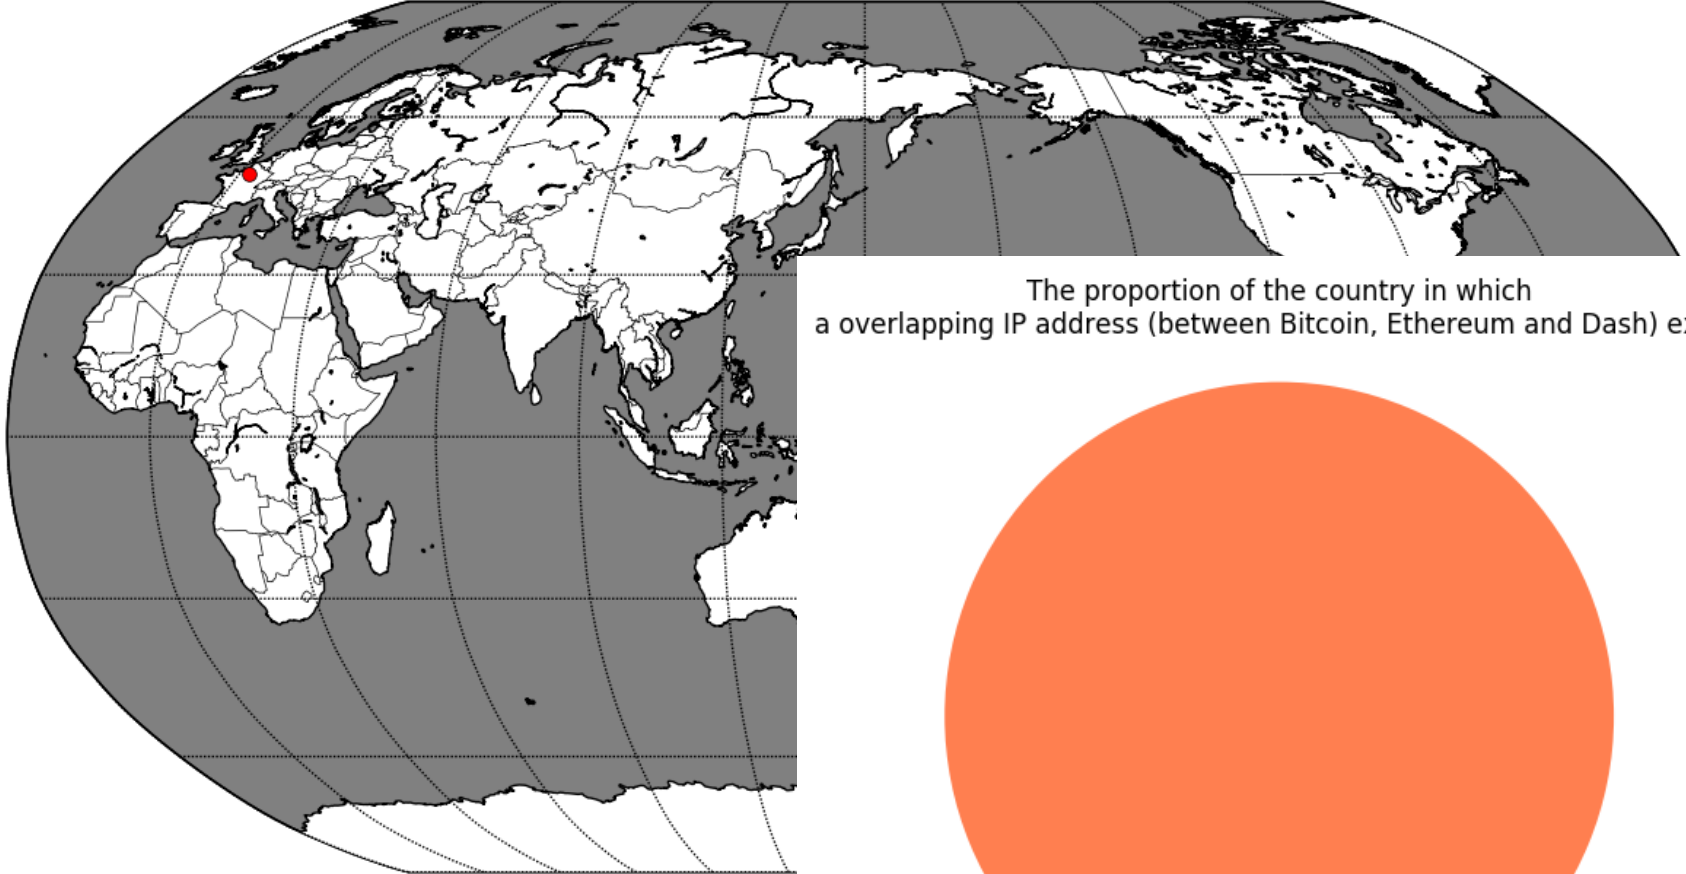 The proportion of the country in which
a overlapping IP address (between Bitcoin, Ethereum and Dash)